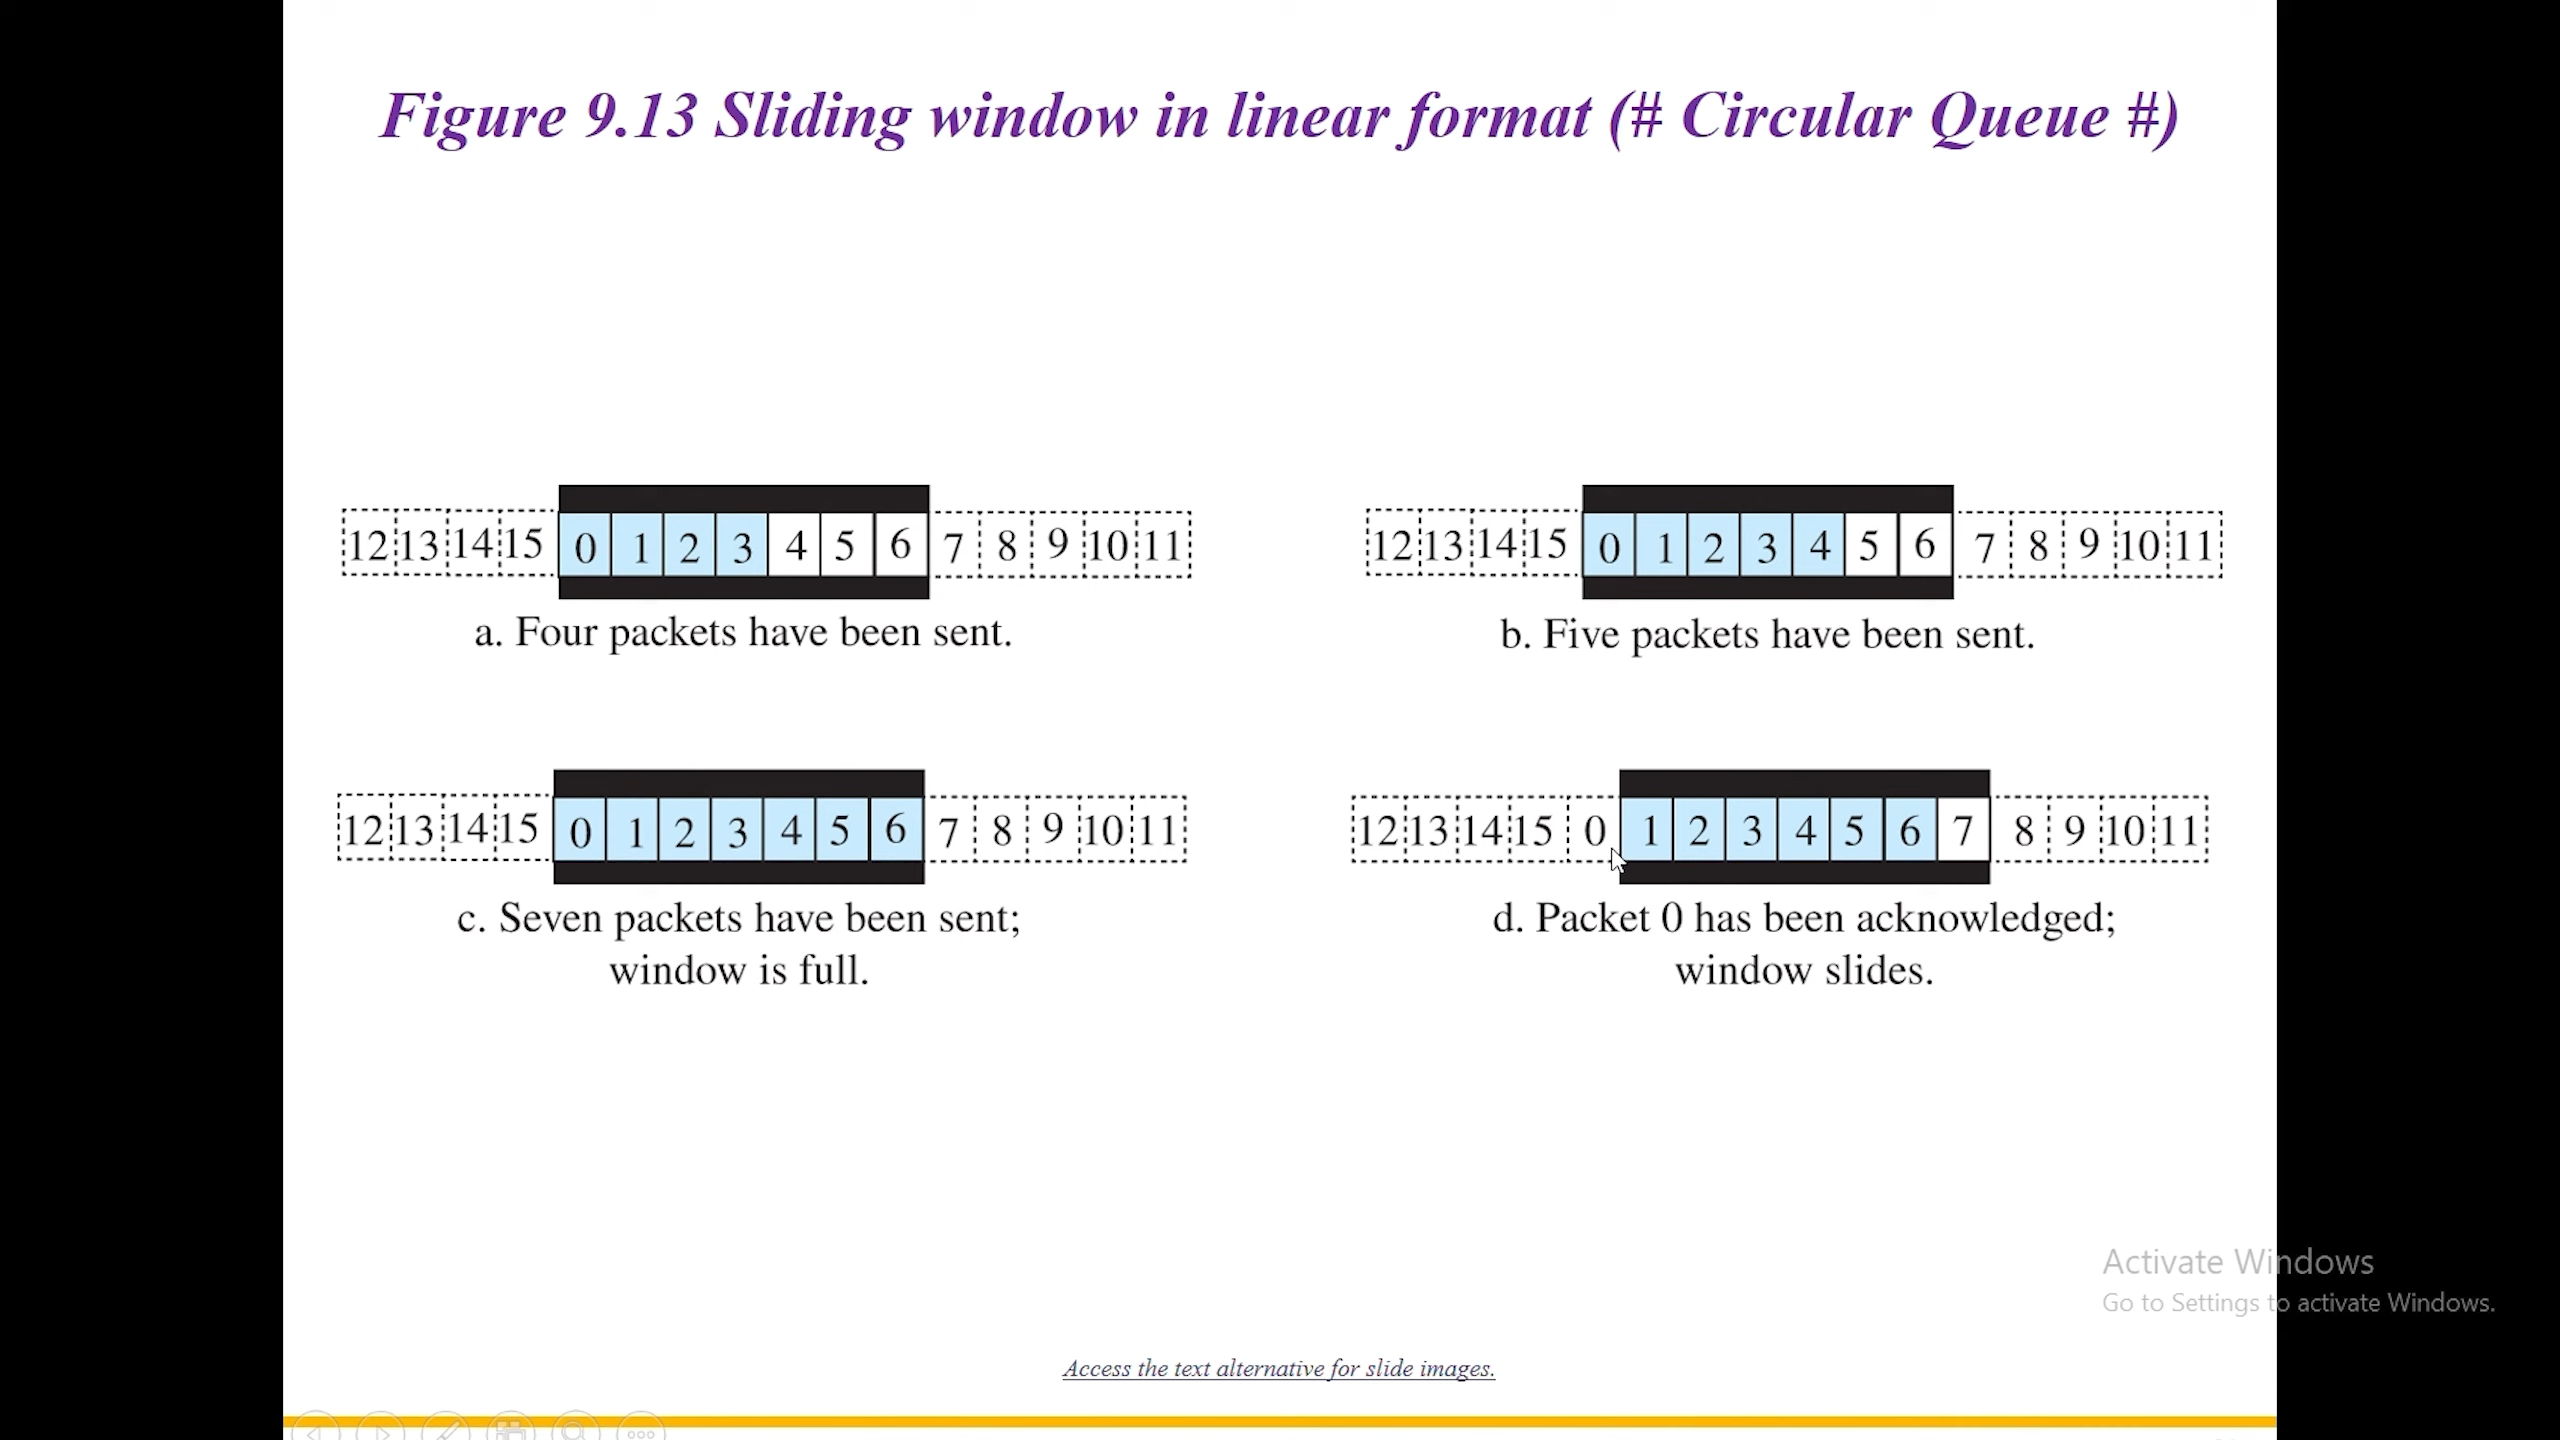 Figure 9.13 Sliding window in linear format (# Circular Queue #)
12 13 14 15 0 1 2 3 4 5 6 7 8 9 10 11
a. Four packets have been sent.
12 13 14 15 0 1 2 3 4 5 6 7 8 9 10 11
b. Five packets have been sent.
12 13 14 15 0 1 2 3 4 5 6 7 8 9 10 11
c. Seven packets have been sent;
window is full.
12 13 14 15 0 1 2 3 4 5 6 7 8 9 10 11
d. Packet 0 has been acknowledged;
window slides.
Activate Windows
Go to Settings to activate Windows.
Access the text alternative for slide images.